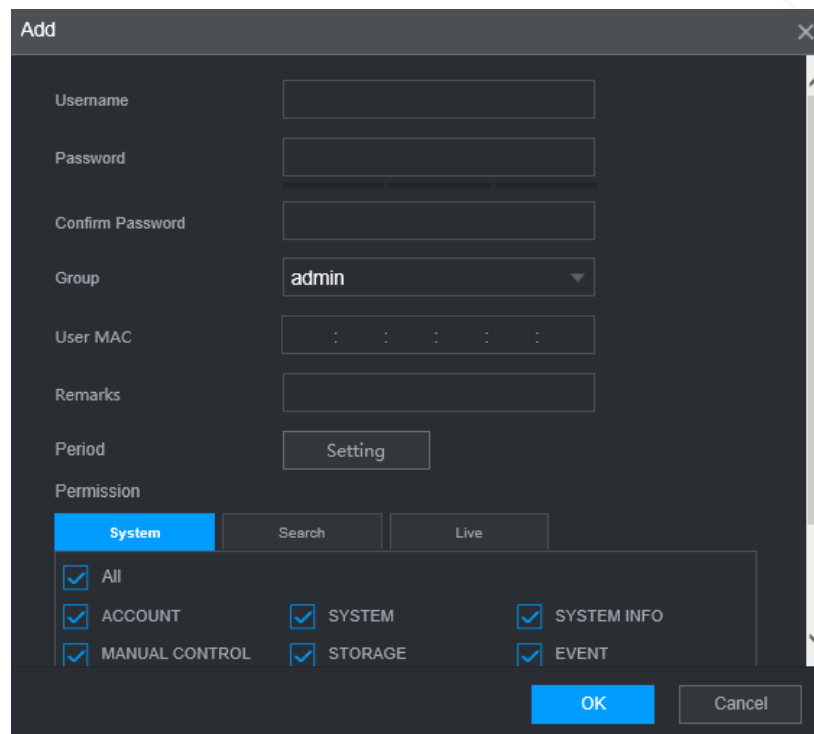 Add
Username
Password
Confirm Password
Group admin
User MAC : : : : :
Remarks
Period Setting
Permission
System Search Live
All
ACCOUNT SYSTEM SYSTEM INFO
MANUAL CONTROL STORAGE EVENT
OK Cancel